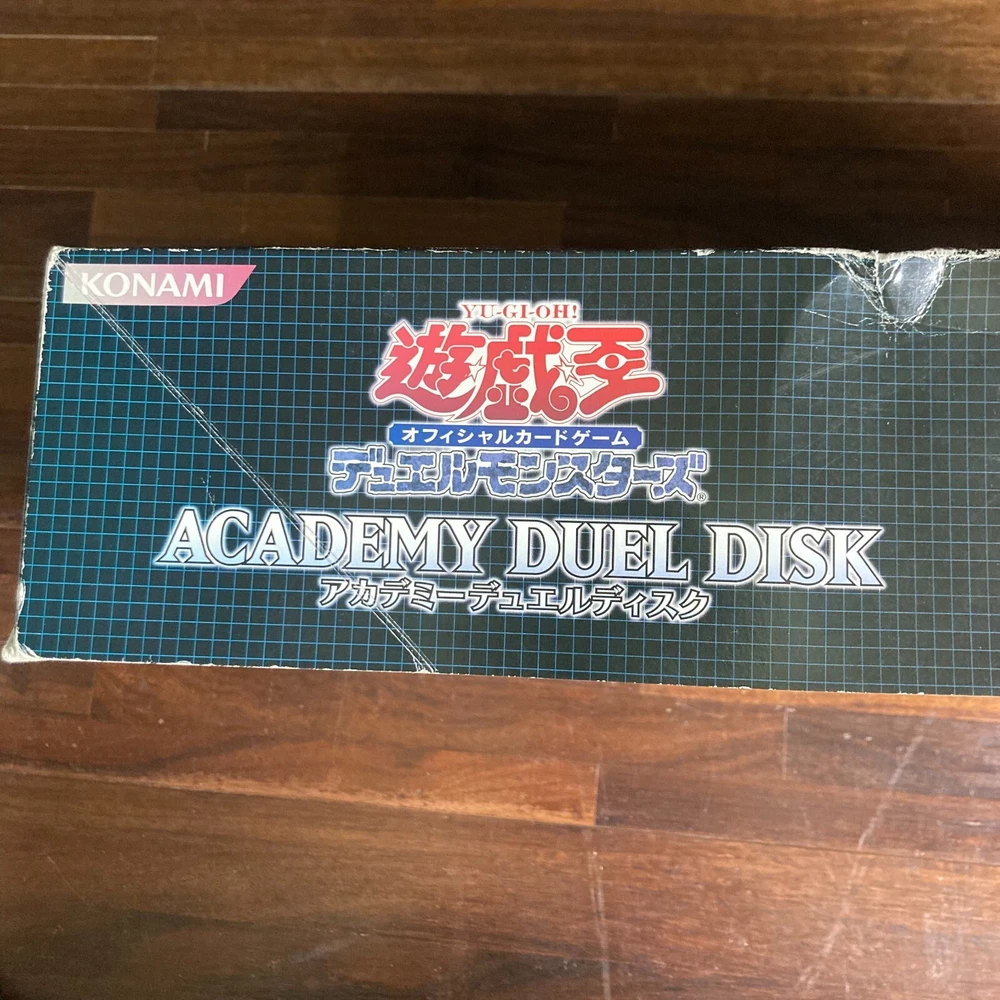 KONAMI
YU-GI-OH!
遊戯王
オフィシャルカードゲーム
デュエルモンスターズ®
ACADEMY DUEL DISK
アカデミーデュエルディスク